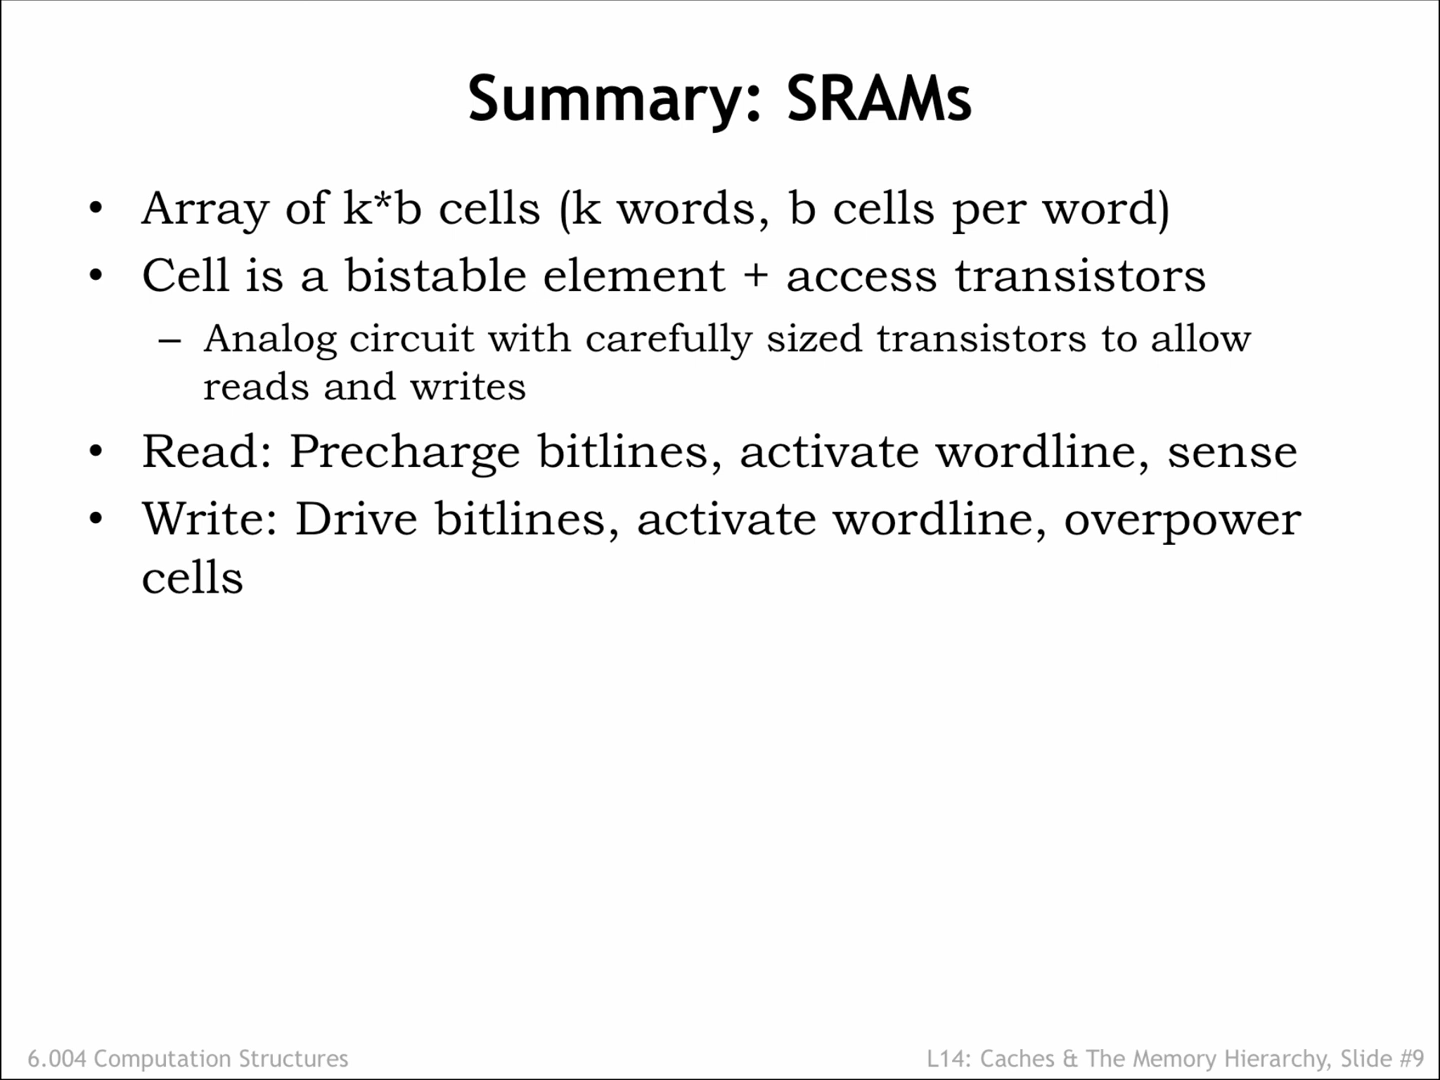 Summary: SRAMs
• Array of k*b cells (k words, b cells per word)
• Cell is a bistable element + access transistors
– Analog circuit with carefully sized transistors to allow
reads and writes
• Read: Precharge bitlines, activate wordline, sense
• Write: Drive bitlines, activate wordline, overpower
cells
6.004 Computation Structures
L14: Caches & The Memory Hierarchy, Slide #9